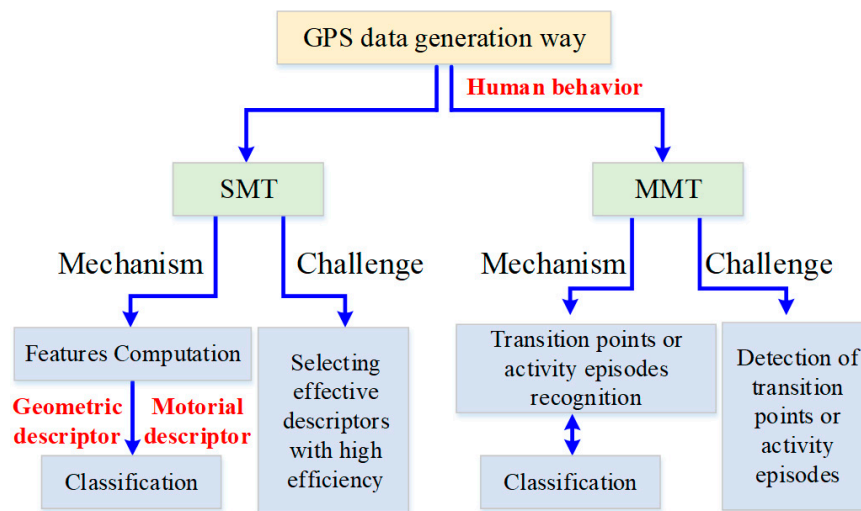 GPS data generation way
Human behavior
SMT
MMT
Mechanism
Challenge
Mechanism
Challenge
Features Computation
Geometric
descriptor
Motorial
descriptor
Classification
Selecting
effective
descriptors
with high
efficiency
Transition points or
activity episodes
recognition
Classification
Detection of
transition
points or
activity
episodes